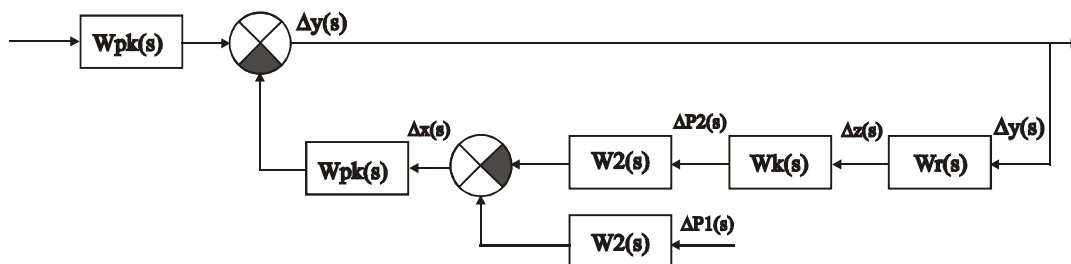 Wpk(s)
Δy(s)
Δx(s)
ΔP2(s)
Δz(s)
Δy(s)
Wpk(s)
W2(s)
Wk(s)
Wr(s)
W2(s)
ΔP1(s)